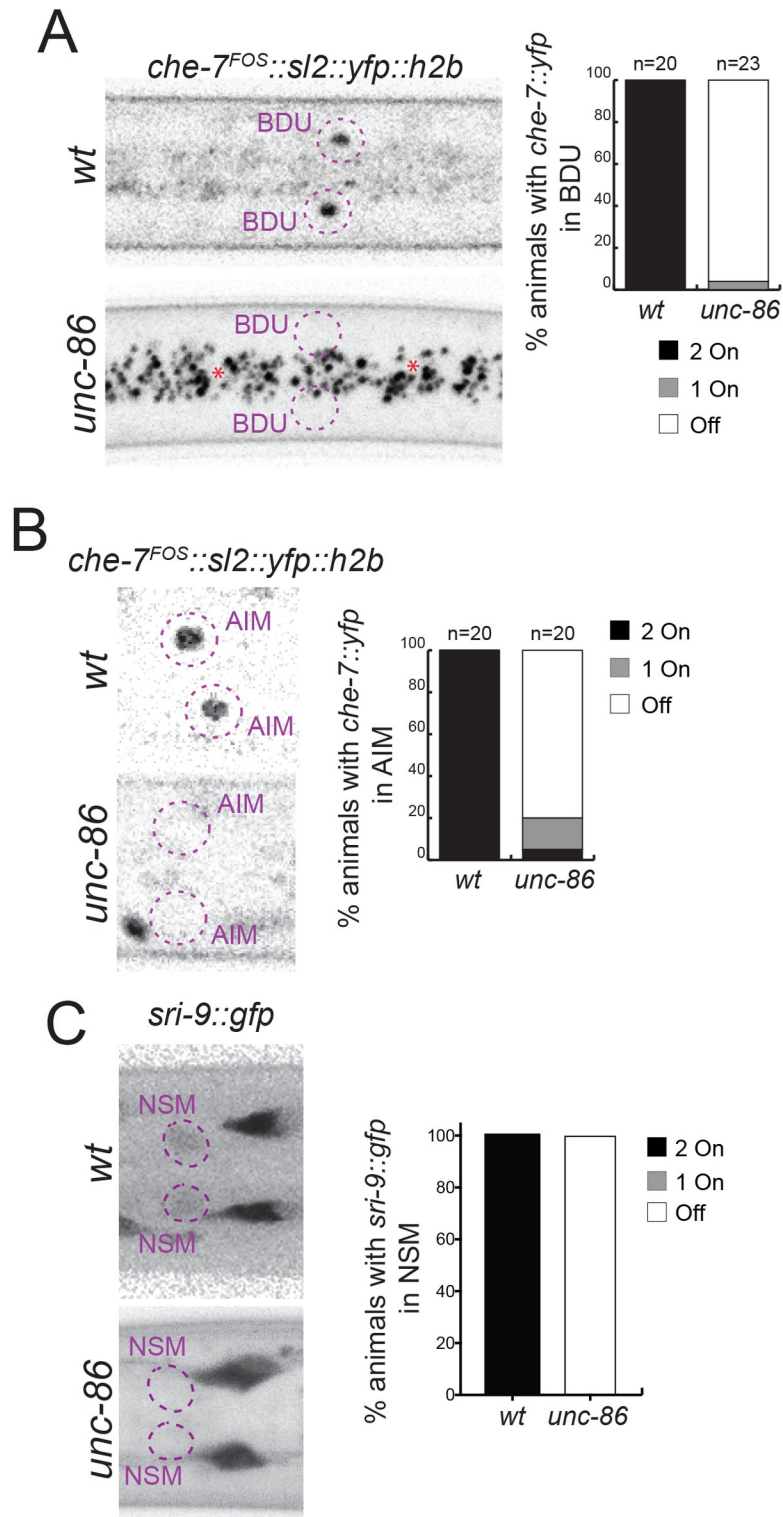 A
che-7FOS::sl2::yfp::h2b
wt
BDU
BDU
unc-86
BDU
BDU
*
*
% animals with che-7::yfp
in BDU
n=20
n=23
100
80
60
40
20
0
wt
unc-86
2 On
1 On
Off
B
che-7FOS::sl2::yfp::h2b
wt
AIM
AIM
unc-86
AIM
AIM
% animals with che-7::yfp
in AIM
n=20
n=20
100
80
60
40
20
0
wt
unc-86
2 On
1 On
Off
C
sri-9::gfp
wt
NSM
NSM
unc-86
NSM
NSM
% animals with sri-9::gfp
in NSM
100
80
60
40
20
0
wt
unc-86
2 On
1 On
Off